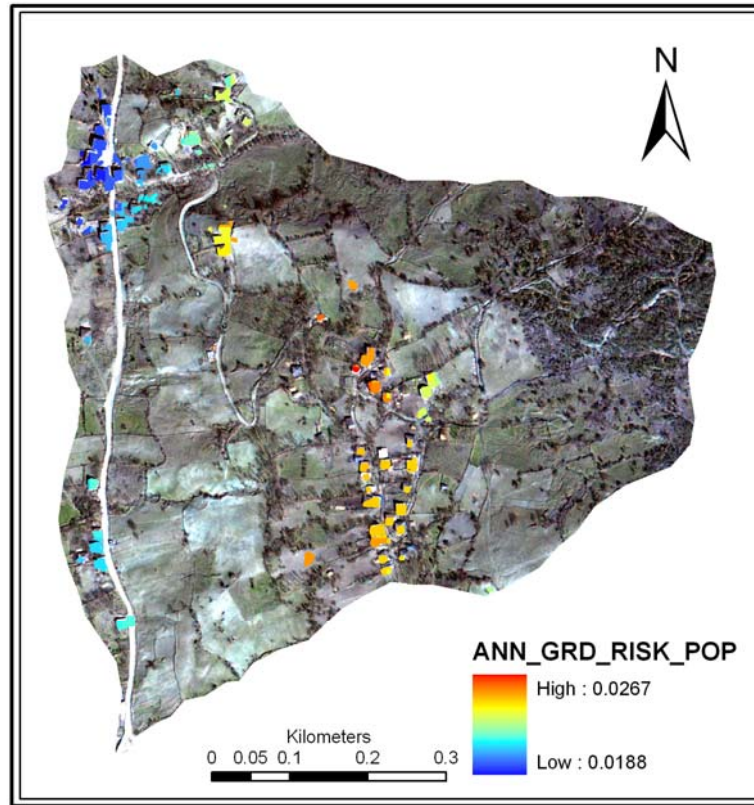 N
ANN_GRD_RISK_POP
High : 0.0267
Low : 0.0188
Kilometers
0 0.05 0.1 0.2 0.3